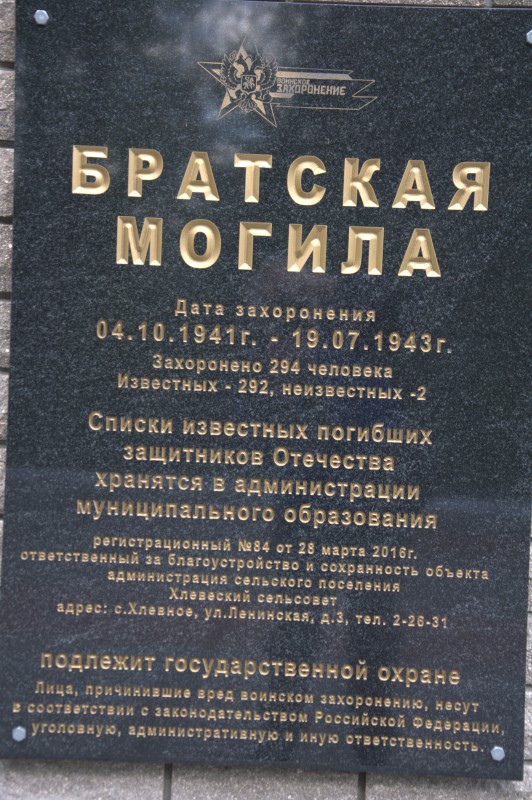 ВОИНСКОЕ
ЗАХОРОНЕНИЕ
БРАТСКАЯ
МОГИЛА
Дата захоронения
04.10.1941г. - 19.07.1943г.
Захоронено 294 человека
Известных - 292, неизвестных -2
Списки известных погибших
защитников Отечества
хранятся в администрации
муниципального образования
регистрационный №84 от 28 марта 2016г.
ответственный за благоустройство и сохранность объекта
администрация сельского поселения
Хлевеский сельсовет
адрес: с.Хлевное, ул.Ленинская, д.3, тел. 2-26-31
подлежит государственной охране
Лица, причинившие вред воинском захоронению, несут
в соответствии с законодательством Российской Федерации,
уголовную, административную и иную ответственность.